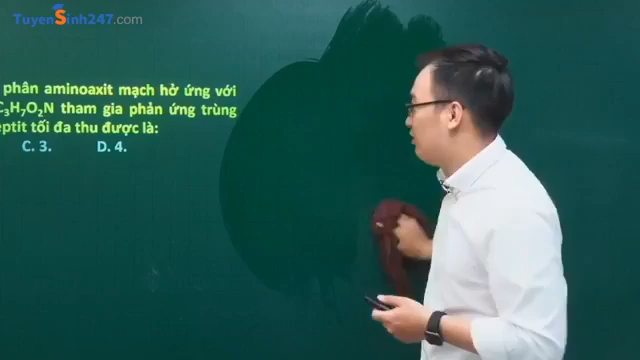 TuyenSinh247.com
phân aminoaxit mạch hở ứng với
C₃H₇O₂N tham gia phản ứng trùng
eptit tối đa thu được là:
C. 3. D. 4.